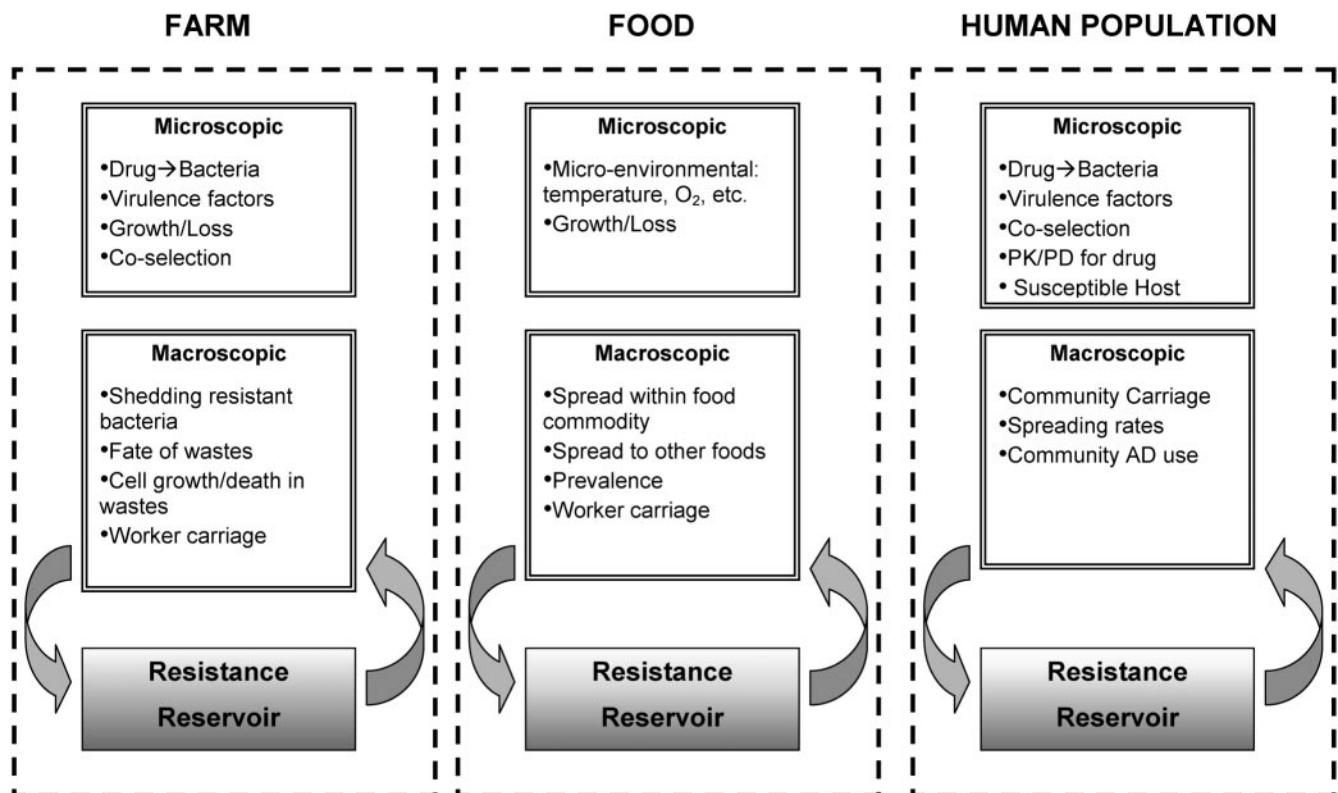 FARM
Microscopic
•Drug→Bacteria
•Virulence factors
•Growth/Loss
•Co-selection
Macroscopic
•Shedding resistant
bacteria
•Fate of wastes
•Cell growth/death in
wastes
•Worker carriage
Resistance
Reservoir
FOOD
Microscopic
•Micro-environmental:
temperature, O₂, etc.
•Growth/Loss
Macroscopic
•Spread within food
commodity
•Spread to other foods
•Prevalence
•Worker carriage
Resistance
Reservoir
HUMAN POPULATION
Microscopic
•Drug→Bacteria
•Virulence factors
•Co-selection
•PK/PD for drug
• Susceptible Host
Macroscopic
•Community Carriage
•Spreading rates
•Community AD use
Resistance
Reservoir